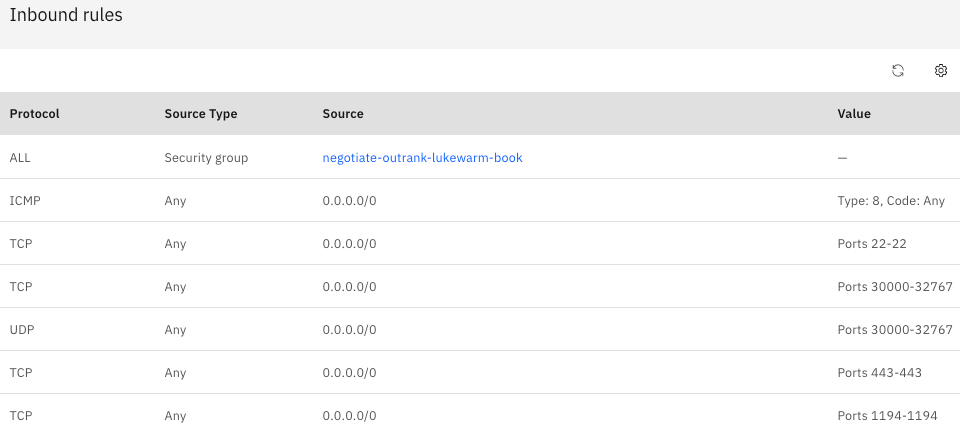 Inbound rules
Protocol Source Type Source Value
ALL Security group negotiate-outrank-lukewarm-book —
ICMP Any 0.0.0.0/0 Type: 8, Code: Any
TCP Any 0.0.0.0/0 Ports 22-22
TCP Any 0.0.0.0/0 Ports 30000-32767
UDP Any 0.0.0.0/0 Ports 30000-32767
TCP Any 0.0.0.0/0 Ports 443-443
TCP Any 0.0.0.0/0 Ports 1194-1194